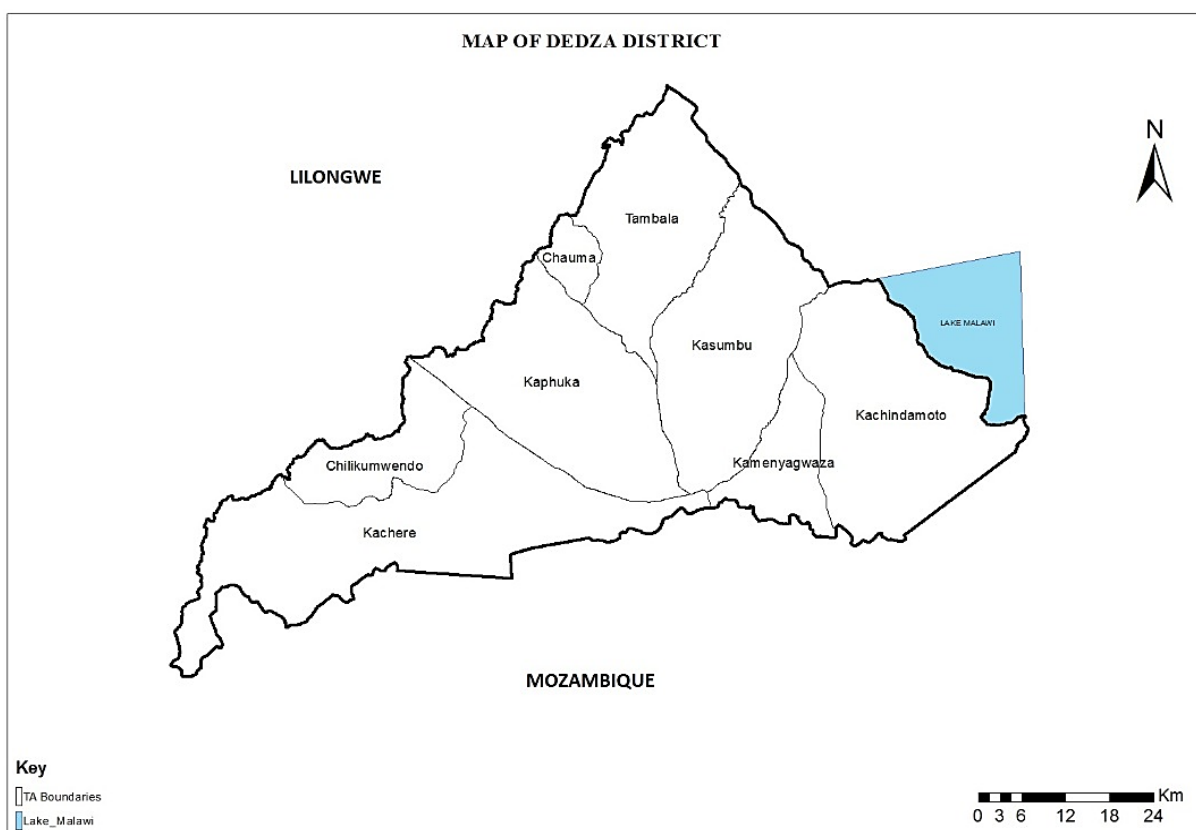 MAP OF DEDZA DISTRICT
N
LILONGWE
Tambala
Chauma
LAKE MALAWI
Kasumbu
Kaphuka
Kachindamoto
Chilikumwendo
Kamenyagwaza
Kachere
MOZAMBIQUE
Key
TA Boundaries
Lake_Malawi
Km
0 3 6 12 18 24